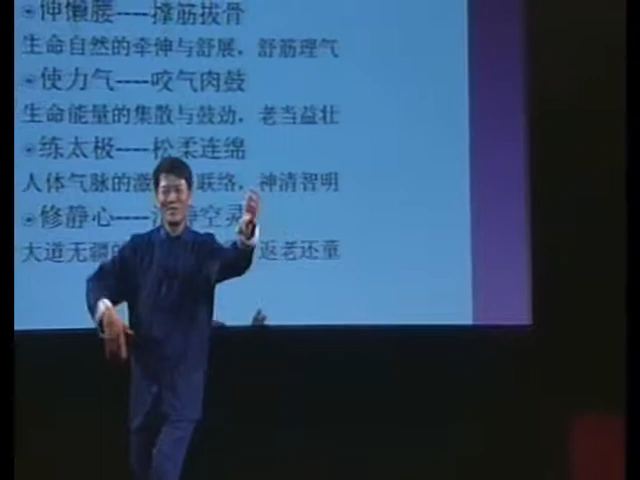 伸懒腰----撑筋拔骨
生命自然的牵伸与舒展，舒筋理气
使力气----咬气肉鼓
生命能量的集散与鼓劲，老当益壮
练太极----松柔连绵
人体气脉的激 联络，神清智明
修静心---- 空灵
大道无疆 返老还童